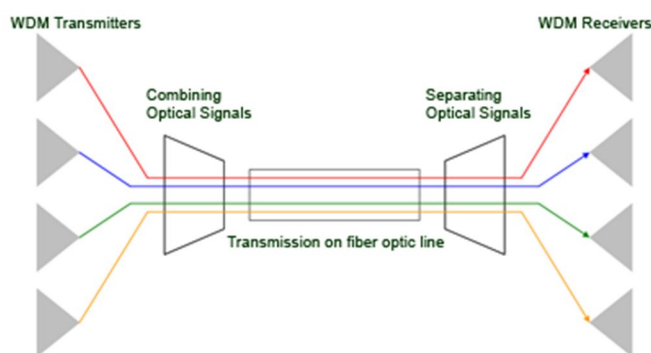 WDM Transmitters
WDM Receivers
Combining
Optical Signals
Separating
Optical Signals
Transmission on fiber optic line